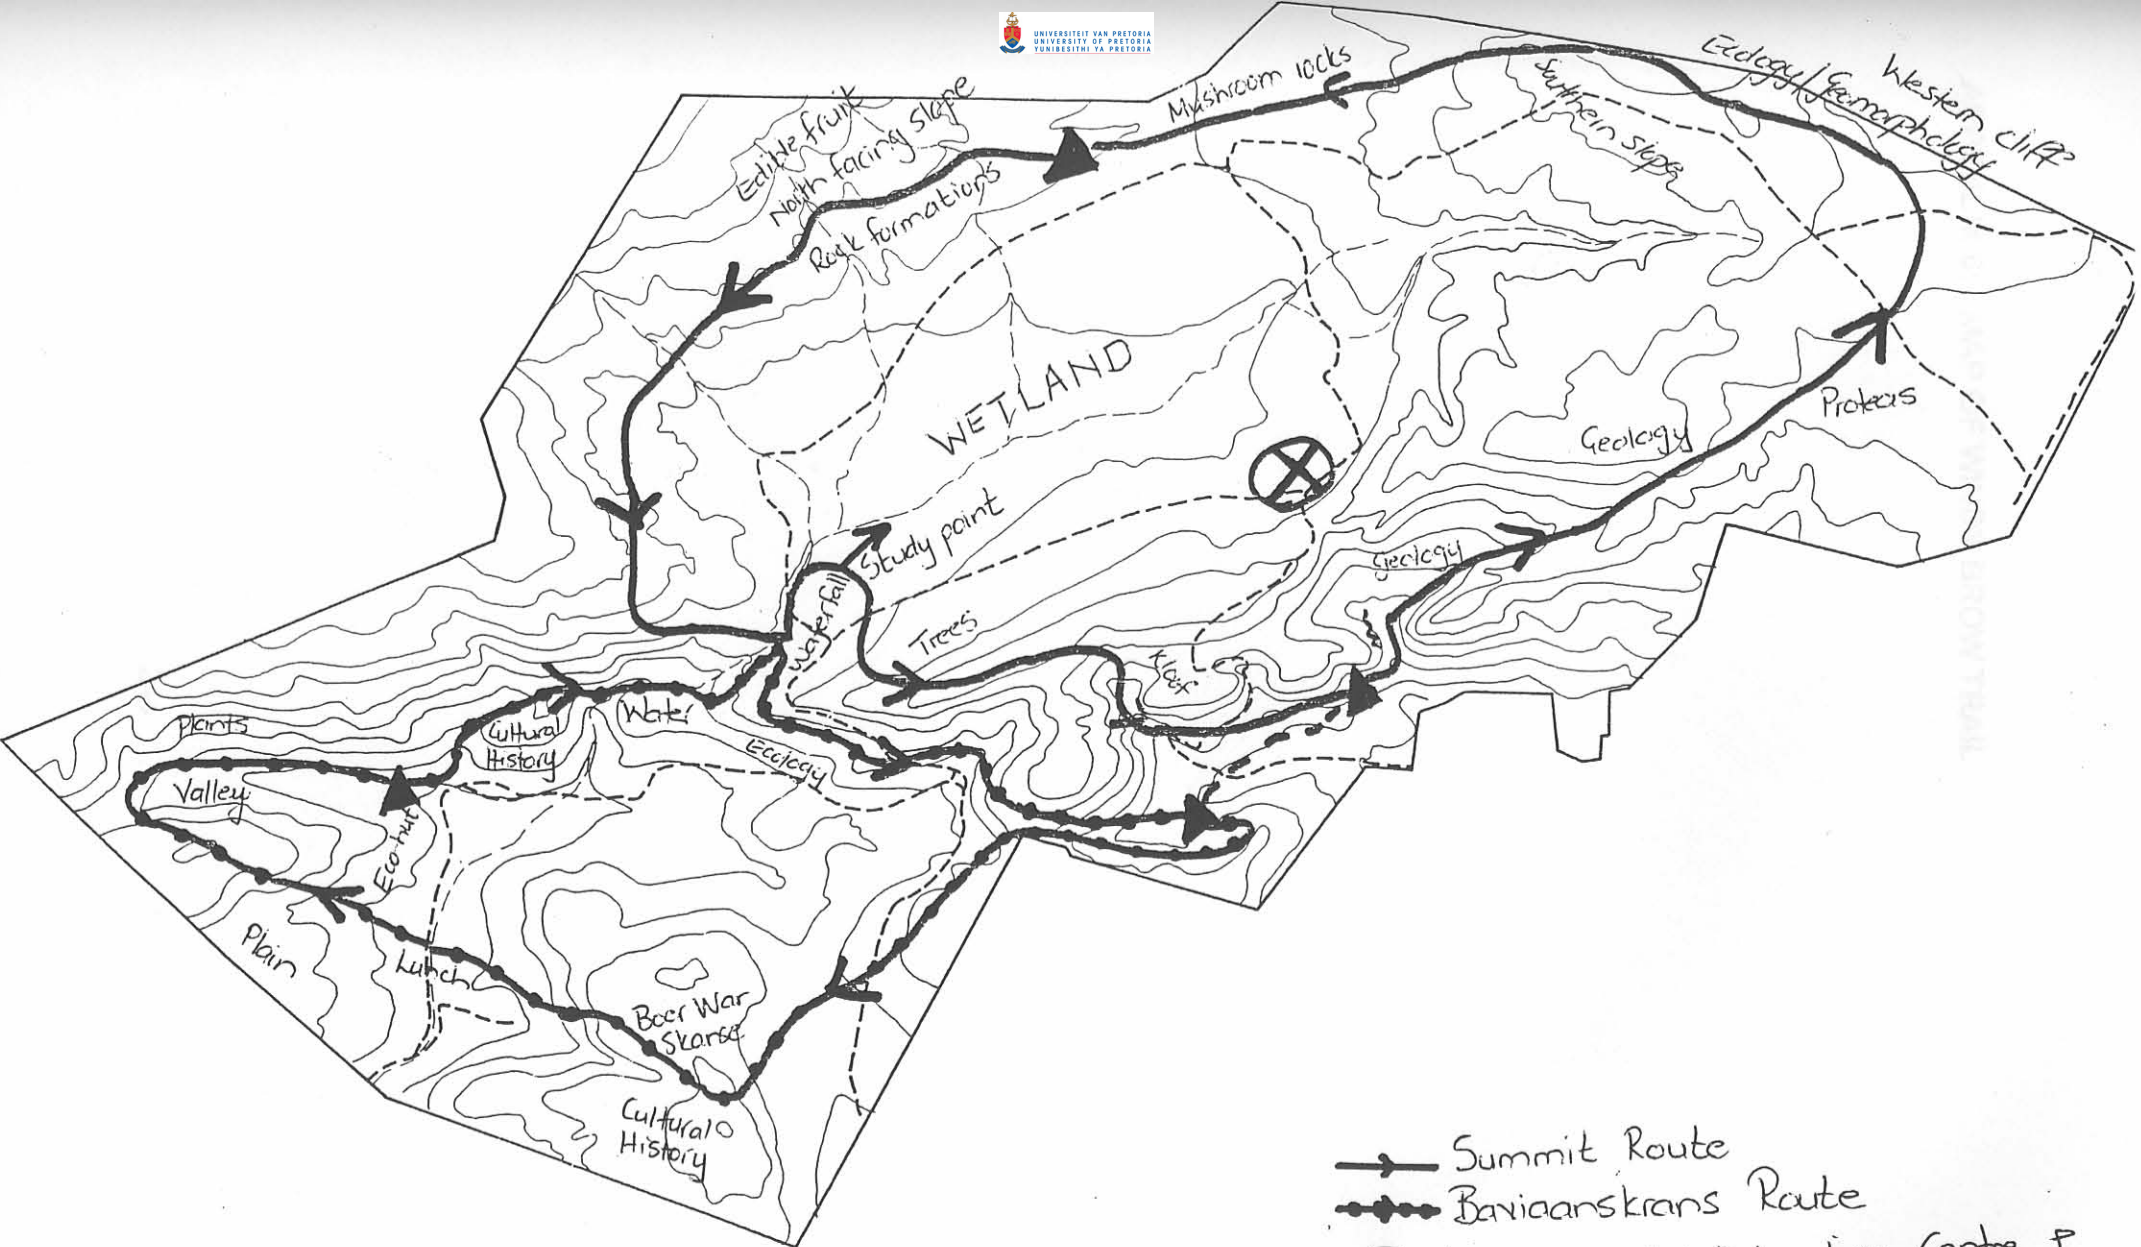 UNIVERSITEIT VAN PRETORIA
UNIVERSITY OF PRETORIA
YUNIBESITHI YA PRETORIA
Mushroom rocks
Ecology/Geomorphology
Western cliff
Southern slope
Edible fruit
North facing slope
Rock formations
WETLAND
Proteas
Geology
Geology
Study point
Waterfall
Trees
Kloof
Plants
Cultural
History
Water
Ecology
Valley
Eco-hut
Plain
Lunch
Boer War
Skanse
Cultural
History
Summit Route
Baviaanskrans Route
Centre